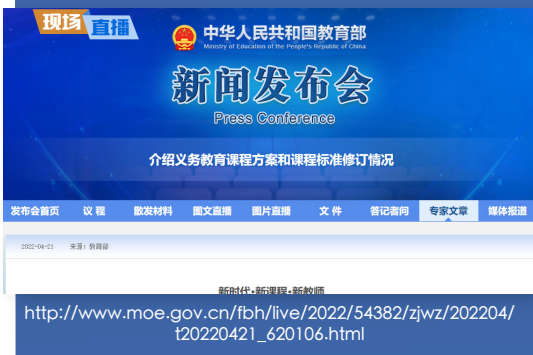 现场直播
中华人民共和国教育部
Ministry of Education of the People's Republic of China
新闻发布会
Press Conference
介绍义务教育课程方案和课程标准修订情况
发布会首页 议程 散发材料 图文直播 图片直播 文件 答记者问 专家文章 媒体报道
2022-04-21 来源：教育部
新时代·新课程·新教师
http://www.moe.gov.cn/fbh/live/2022/54382/zjwz/202204/
t20220421_620106.html